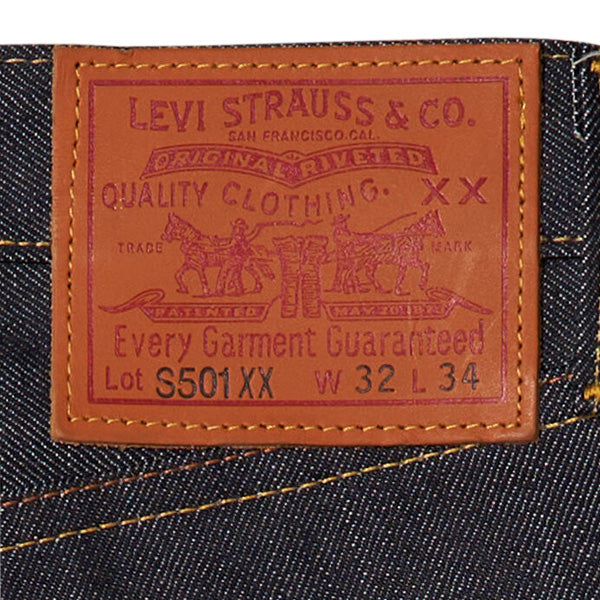 LEVI STRAUSS & CO.
SAN FRANCISCO, CAL.
ORIGINAL RIVETED
QUALITY CLOTHING. XX
TRADE MARK
PATENTED MAY 20 1873
Every Garment Guaranteed
Lot S501XX W 32 L 34